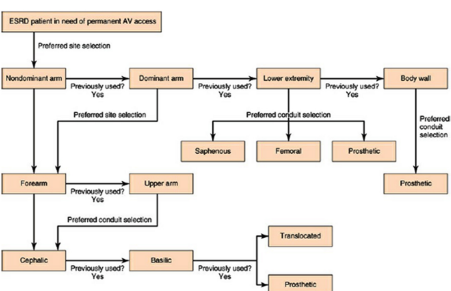 ESRD patient in need of permanent AV access
Preferred site selection
Nondominant arm
Previously used?
Yes
Dominant arm
Previously used?
Yes
Lower extremity
Previously used?
Yes
Body wall
Preferred site selection
Preferred conduit selection
Preferred
conduit
selection
Saphenous
Femoral
Prosthetic
Prosthetic
Forearm
Previously used?
Yes
Upper arm
Preferred conduit selection
Cephalic
Previously used?
Yes
Basilic
Previously used?
Yes
Translocated
Prosthetic